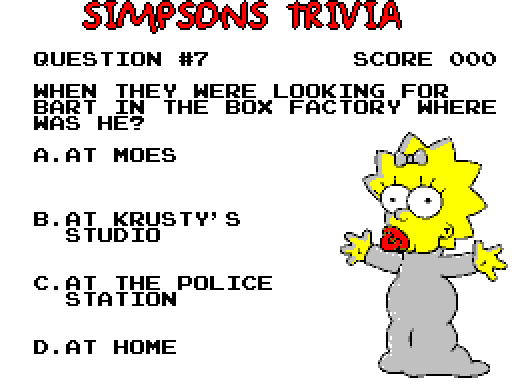 SIMPSONS TRIVIA
QUESTION #7 SCORE 000
WHEN THEY WERE LOOKING FOR
BART IN THE BOX FACTORY WHERE
WAS HE?
A.AT MOES
B.AT KRUSTY'S
STUDIO
C.AT THE POLICE
STATION
D.AT HOME